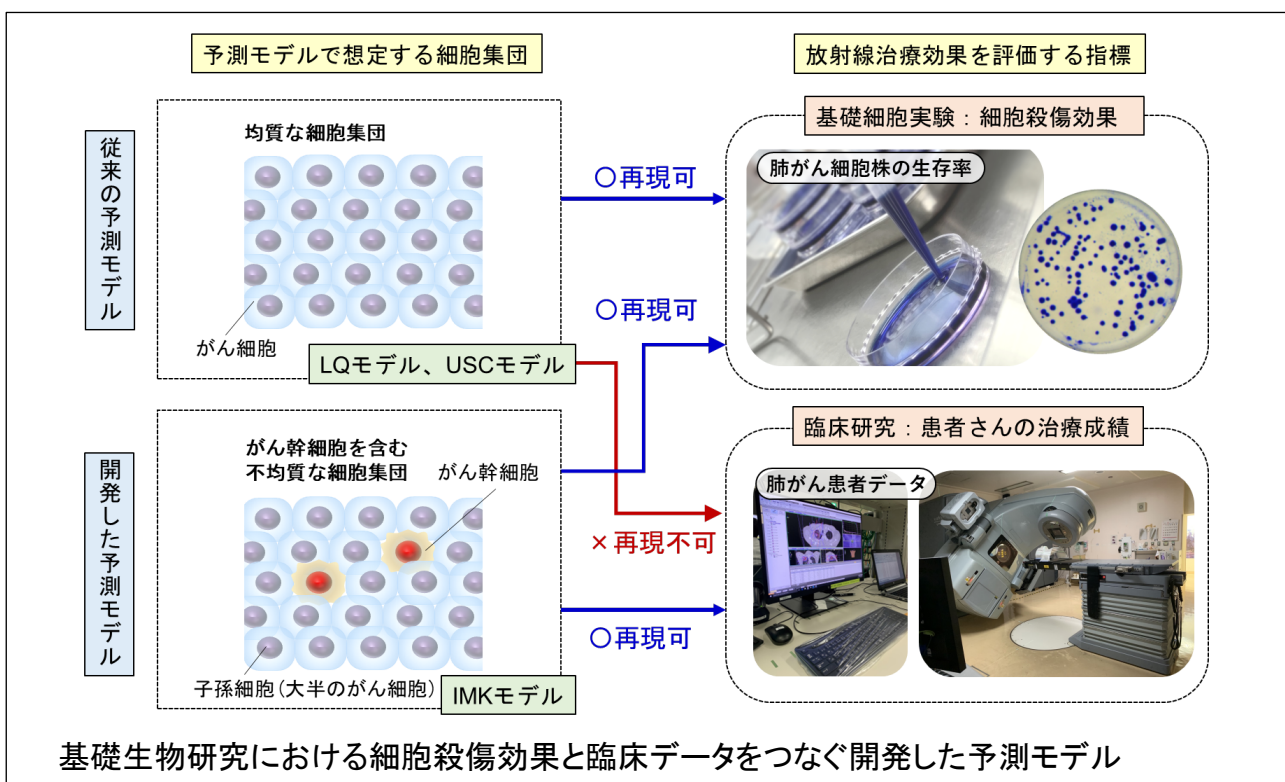 予測モデルで想定する細胞集団
放射線治療効果を評価する指標
従来の予測モデル
均質な細胞集団
がん細胞
LQモデル、USCモデル
〇再現可
基礎細胞実験：細胞殺傷効果
肺がん細胞株の生存率
〇再現可
開発した予測モデル
がん幹細胞を含む
不均質な細胞集団
がん幹細胞
子孫細胞（大半のがん細胞）
IMKモデル
×再現不可
〇再現可
臨床研究：患者さんの治療成績
肺がん患者データ
基礎生物研究における細胞殺傷効果と臨床データをつなぐ開発した予測モデル